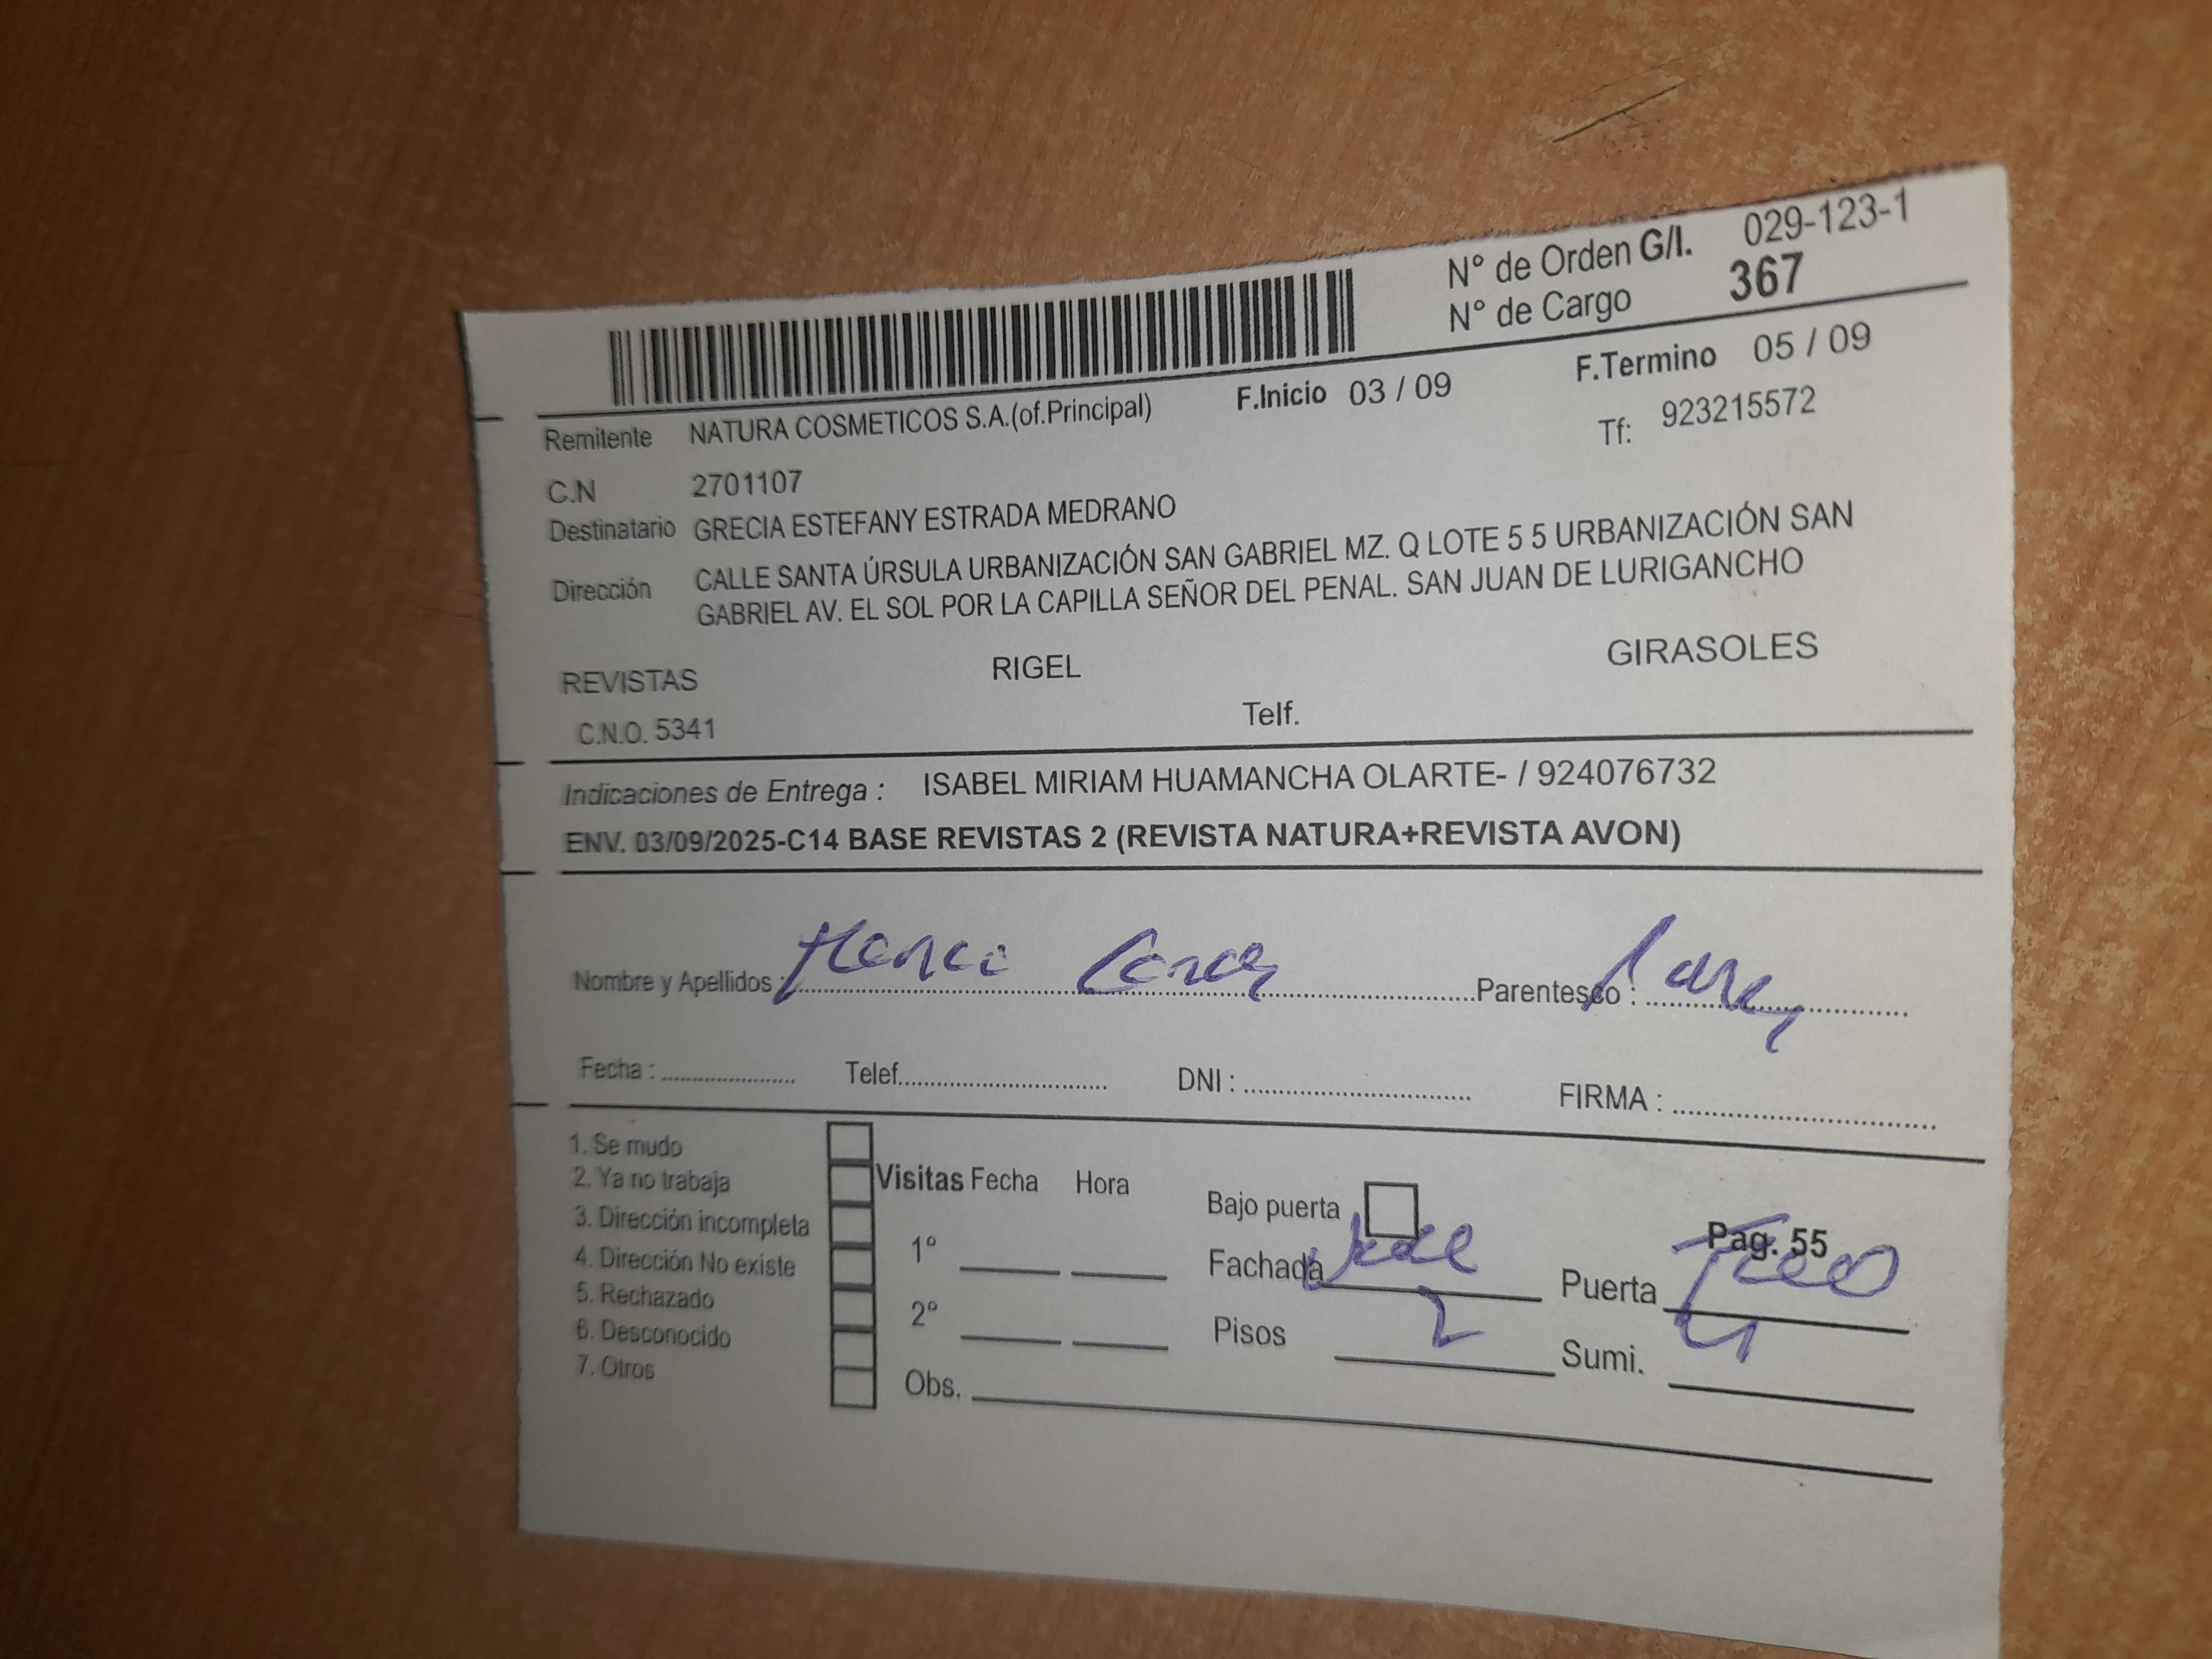 N° de Orden G/I. 029-123-1
N° de Cargo 367
F.Inicio 03 / 09 F.Termino 05 / 09
Remitente NATURA COSMETICOS S.A.(of.Principal) Tf: 923215572
C.N 2701107
Destinatario GRECIA ESTEFANY ESTRADA MEDRANO
Dirección CALLE SANTA ÚRSULA URBANIZACIÓN SAN GABRIEL MZ. Q LOTE 5 5 URBANIZACIÓN SAN
GABRIEL AV. EL SOL POR LA CAPILLA SEÑOR DEL PENAL. SAN JUAN DE LURIGANCHO
REVISTAS RIGEL GIRASOLES
C.N.O. 5341 Telf.
Indicaciones de Entrega : ISABEL MIRIAM HUAMANCHA OLARTE- / 924076732
ENV. 03/09/2025-C14 BASE REVISTAS 2 (REVISTA NATURA+REVISTA AVON)
Nombre y Apellidos : Parentesco :
Fecha : Telef. DNI : FIRMA :
1. Se mudo
2. Ya no trabaja
3. Dirección incompleta
4. Dirección No existe
5. Rechazado
6. Desconocido
7. Otros
Visitas Fecha Hora
1°
2°
Obs.
Bajo puerta Pag. 55
Fachada Puerta
Pisos 2 Sumi.